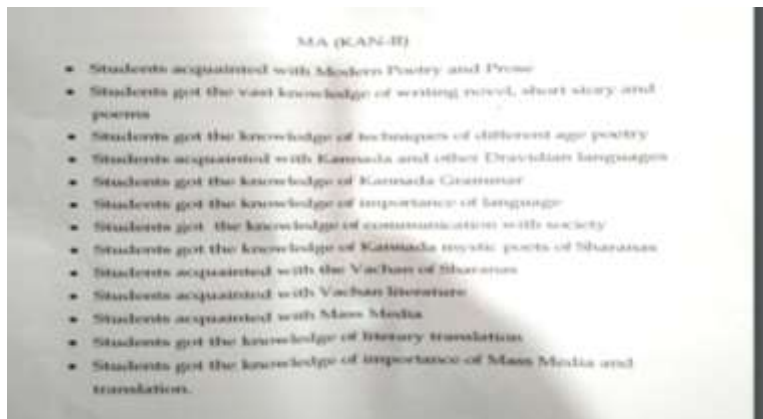 MA (KAN-II)
• Students acquainted with Modern Poetry and Prose
• Students got the vast knowledge of writing novel, short story and
poems
• Students got the knowledge of techniques of different age poetry
• Students acquainted with Kannada and other Dravidian languages
• Students got the knowledge of Kannada Grammar
• Students got the knowledge of importance of language
• Students got the knowledge of communication with society
• Students got the knowledge of Kannada mystic poets of Sharanas
• Students acquainted with the Vachan of Sharanas
• Students acquainted with Vachan literature
• Students acquainted with Mass Media
• Students got the knowledge of literary translation
• Students got the knowledge of importance of Mass Media and
translation.